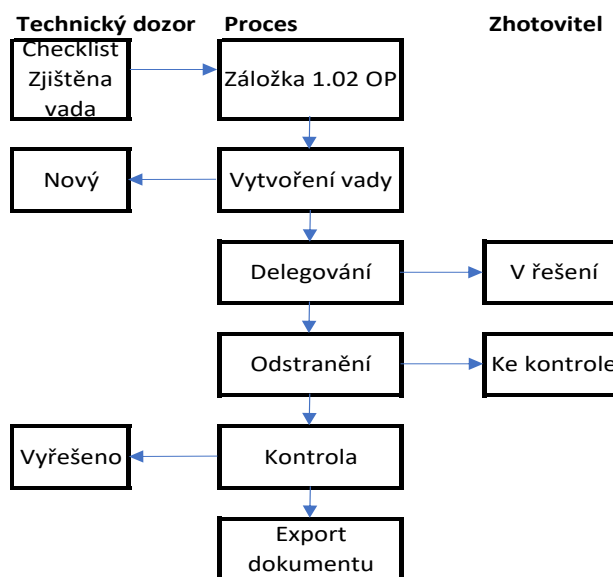 Technický dozor Proces Zhotovitel
Checklist
Zjištěna
vada
Záložka 1.02 OP
Nový
Vytvoření vady
Delegování
V řešení
Odstranění
Ke kontrole
Vyřešeno
Kontrola
Export
dokumentu